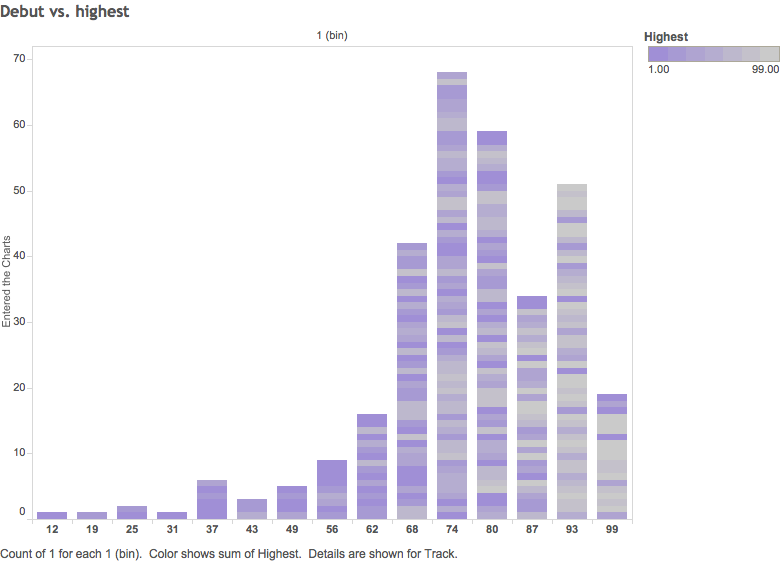 Debut vs. highest
1 (bin)
Highest
1.00 99.00
70
60
50
40
30
20
10
0
Entered the Charts
12 19 25 31 37 43 49 56 62 68 74 80 87 93 99
Count of 1 for each 1 (bin). Color shows sum of Highest. Details are shown for Track.